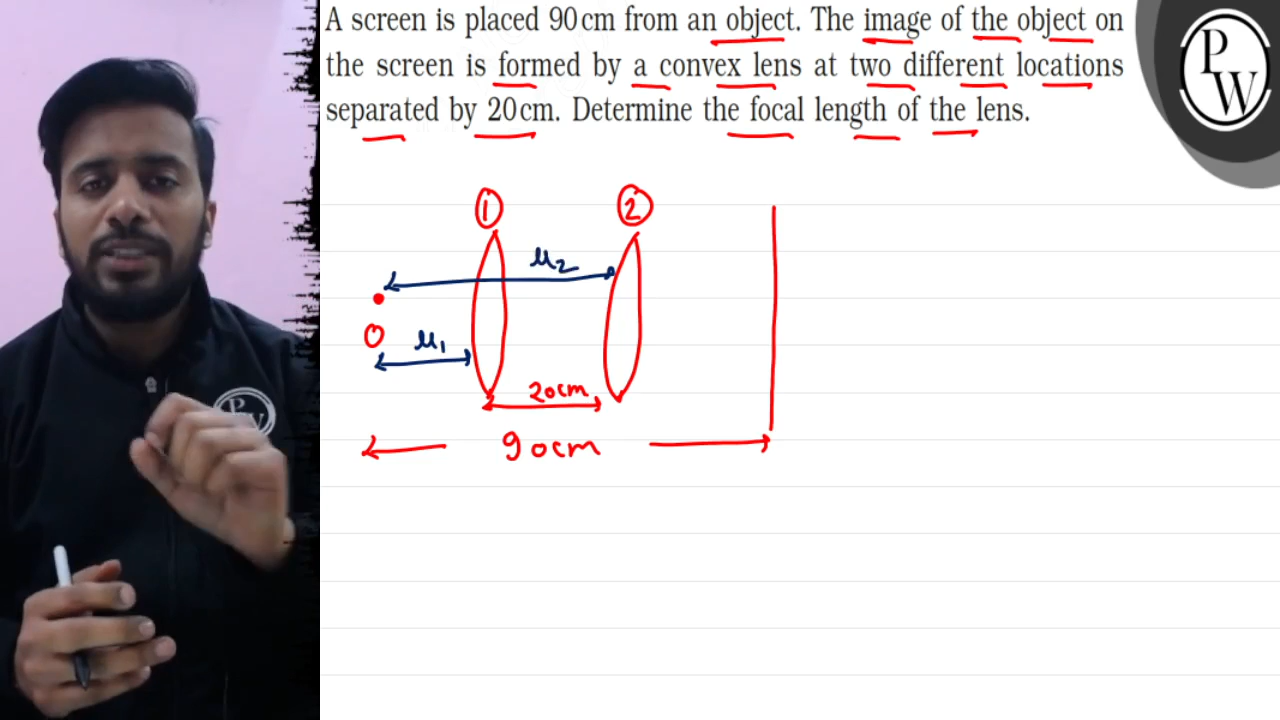 A screen is placed 90 cm from an object. The image of the object on
the screen is formed by a convex lens at two different locations
separated by 20 cm. Determine the focal length of the lens.
P
W
1
2
u2
O
u1
20cm
90cm
P
W